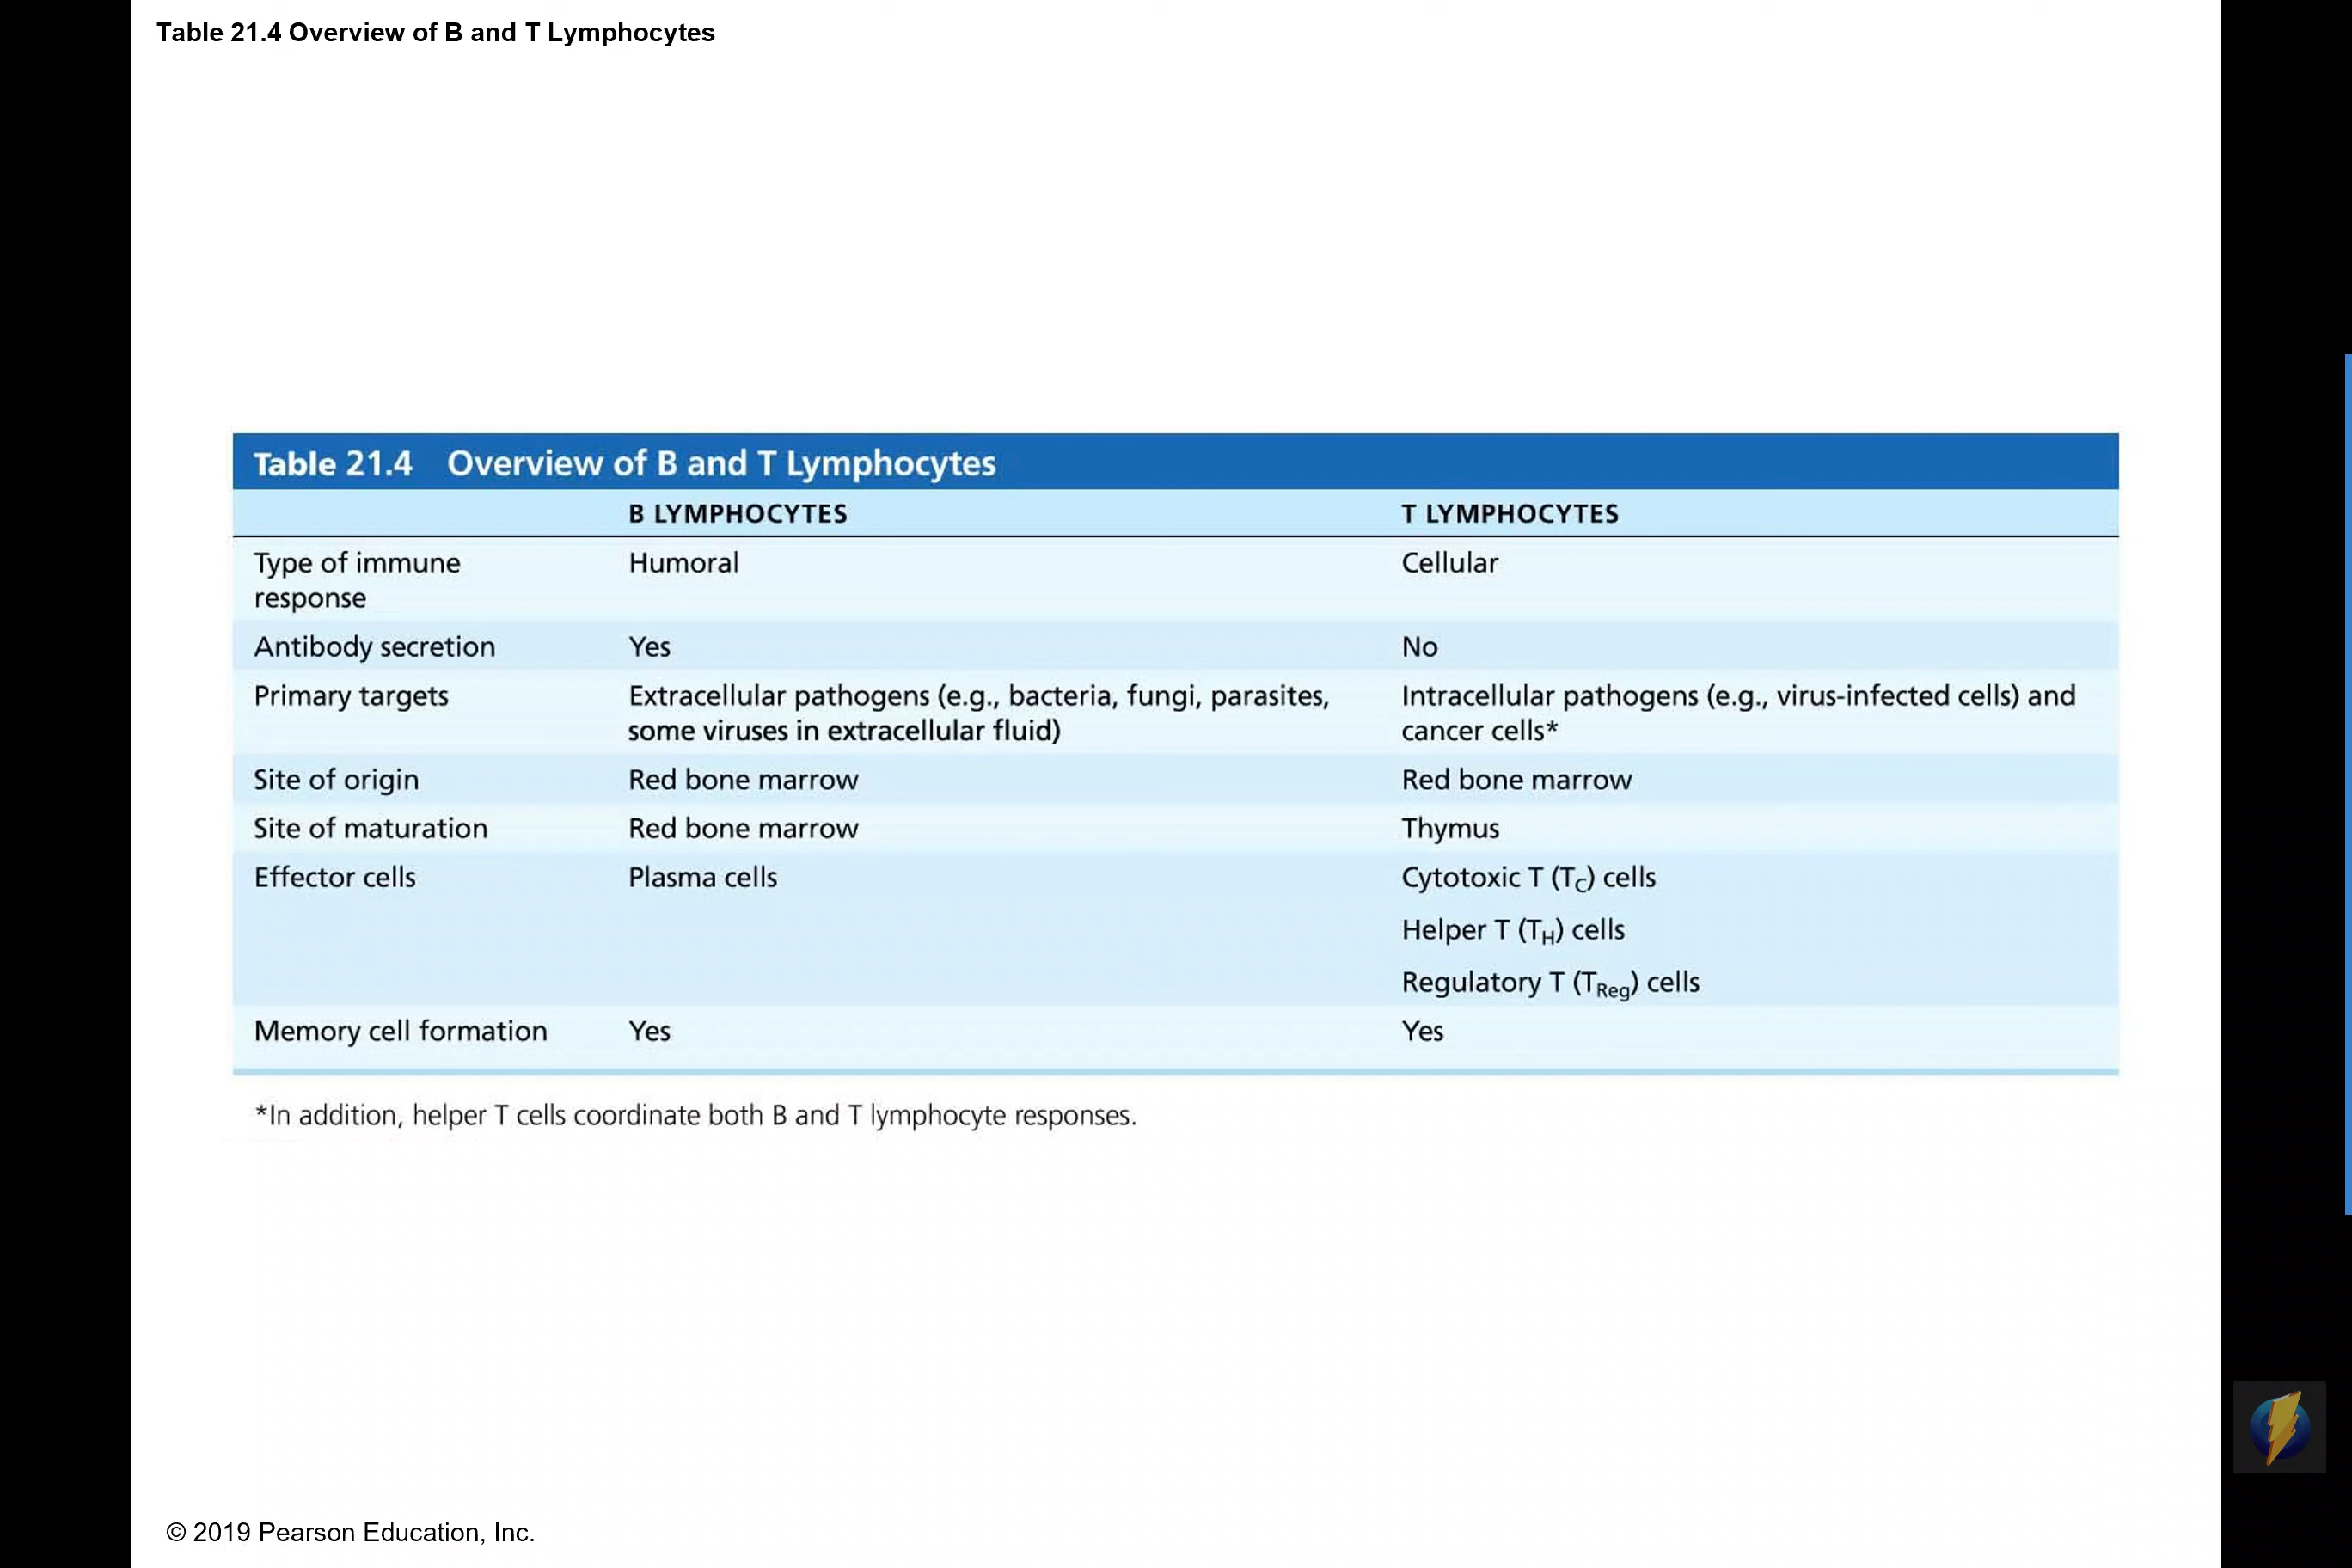 Table 21.4 Overview of B and T Lymphocytes
Table 21.4 Overview of B and T Lymphocytes
B LYMPHOCYTES T LYMPHOCYTES
Type of immune response Humoral Cellular
Antibody secretion Yes No
Primary targets Extracellular pathogens (e.g., bacteria, fungi, parasites, some viruses in extracellular fluid) Intracellular pathogens (e.g., virus-infected cells) and cancer cells*
Site of origin Red bone marrow Red bone marrow
Site of maturation Red bone marrow Thymus
Effector cells Plasma cells Cytotoxic T (TC) cells
Helper T (TH) cells
Regulatory T (TReg) cells
Memory cell formation Yes Yes
*In addition, helper T cells coordinate both B and T lymphocyte responses.
© 2019 Pearson Education, Inc.